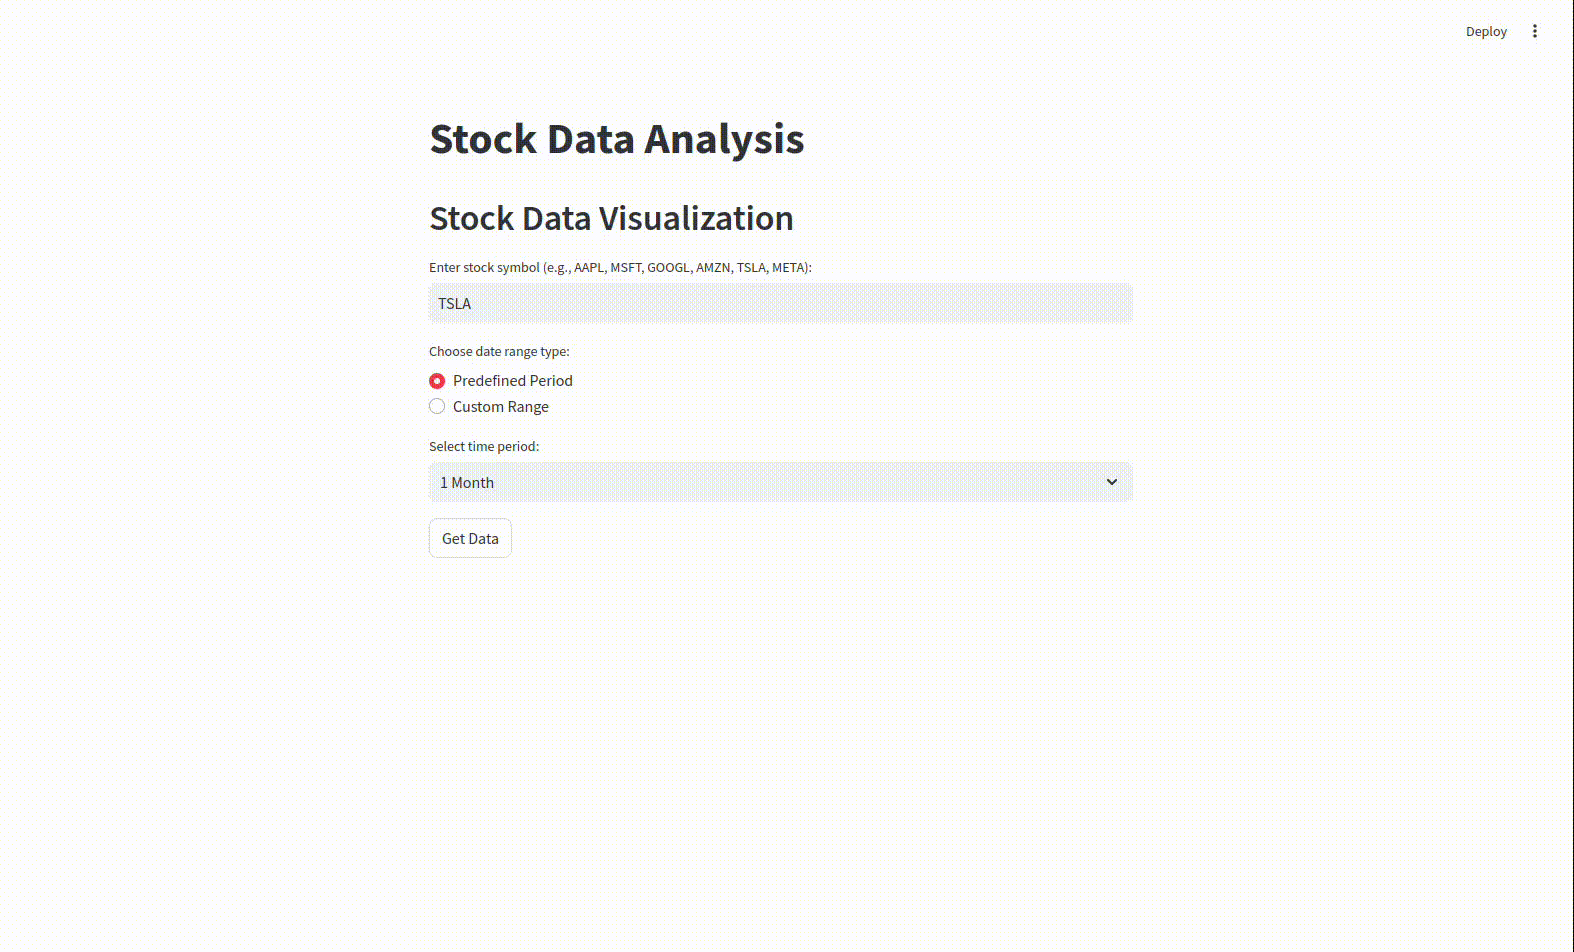 Deploy
Stock Data Analysis
Stock Data Visualization
Enter stock symbol (e.g., AAPL, MSFT, GOOGL, AMZN, TSLA, META):
TSLA
Choose date range type:
Predefined Period
Custom Range
Select time period:
1 Month
Get Data